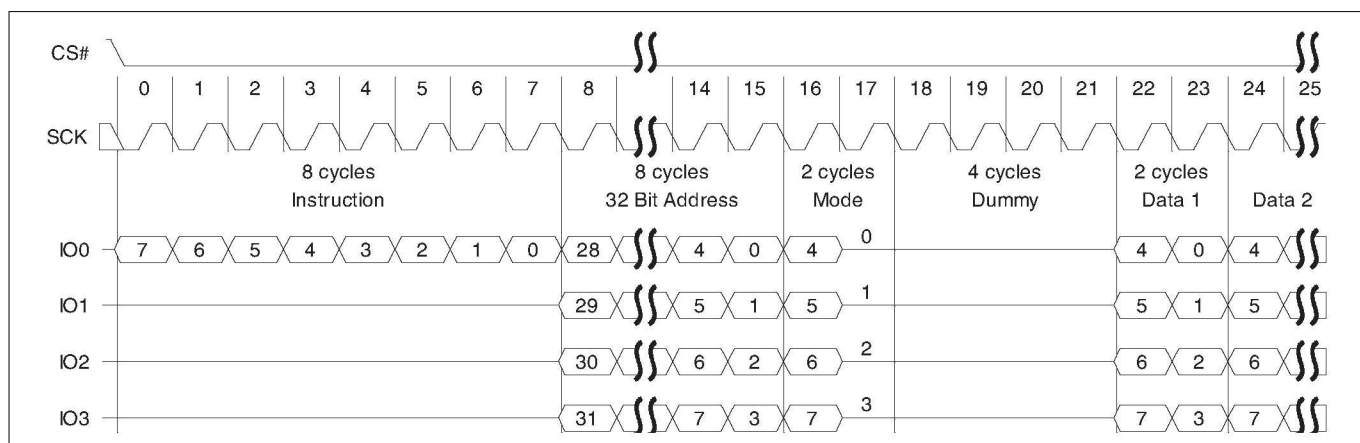 CS#
0 1 2 3 4 5 6 7 8 14 15 16 17 18 19 20 21 22 23 24 25
SCK
8 cycles 8 cycles 2 cycles 4 cycles 2 cycles
Instruction 32 Bit Address Mode Dummy Data 1 Data 2
IO0 7 6 5 4 3 2 1 0 28 4 0 4 0 4 0 4
IO1 29 5 1 5 1 5 1 5
IO2 30 6 2 6 2 6 2 6
IO3 31 7 3 7 3 7 3 7